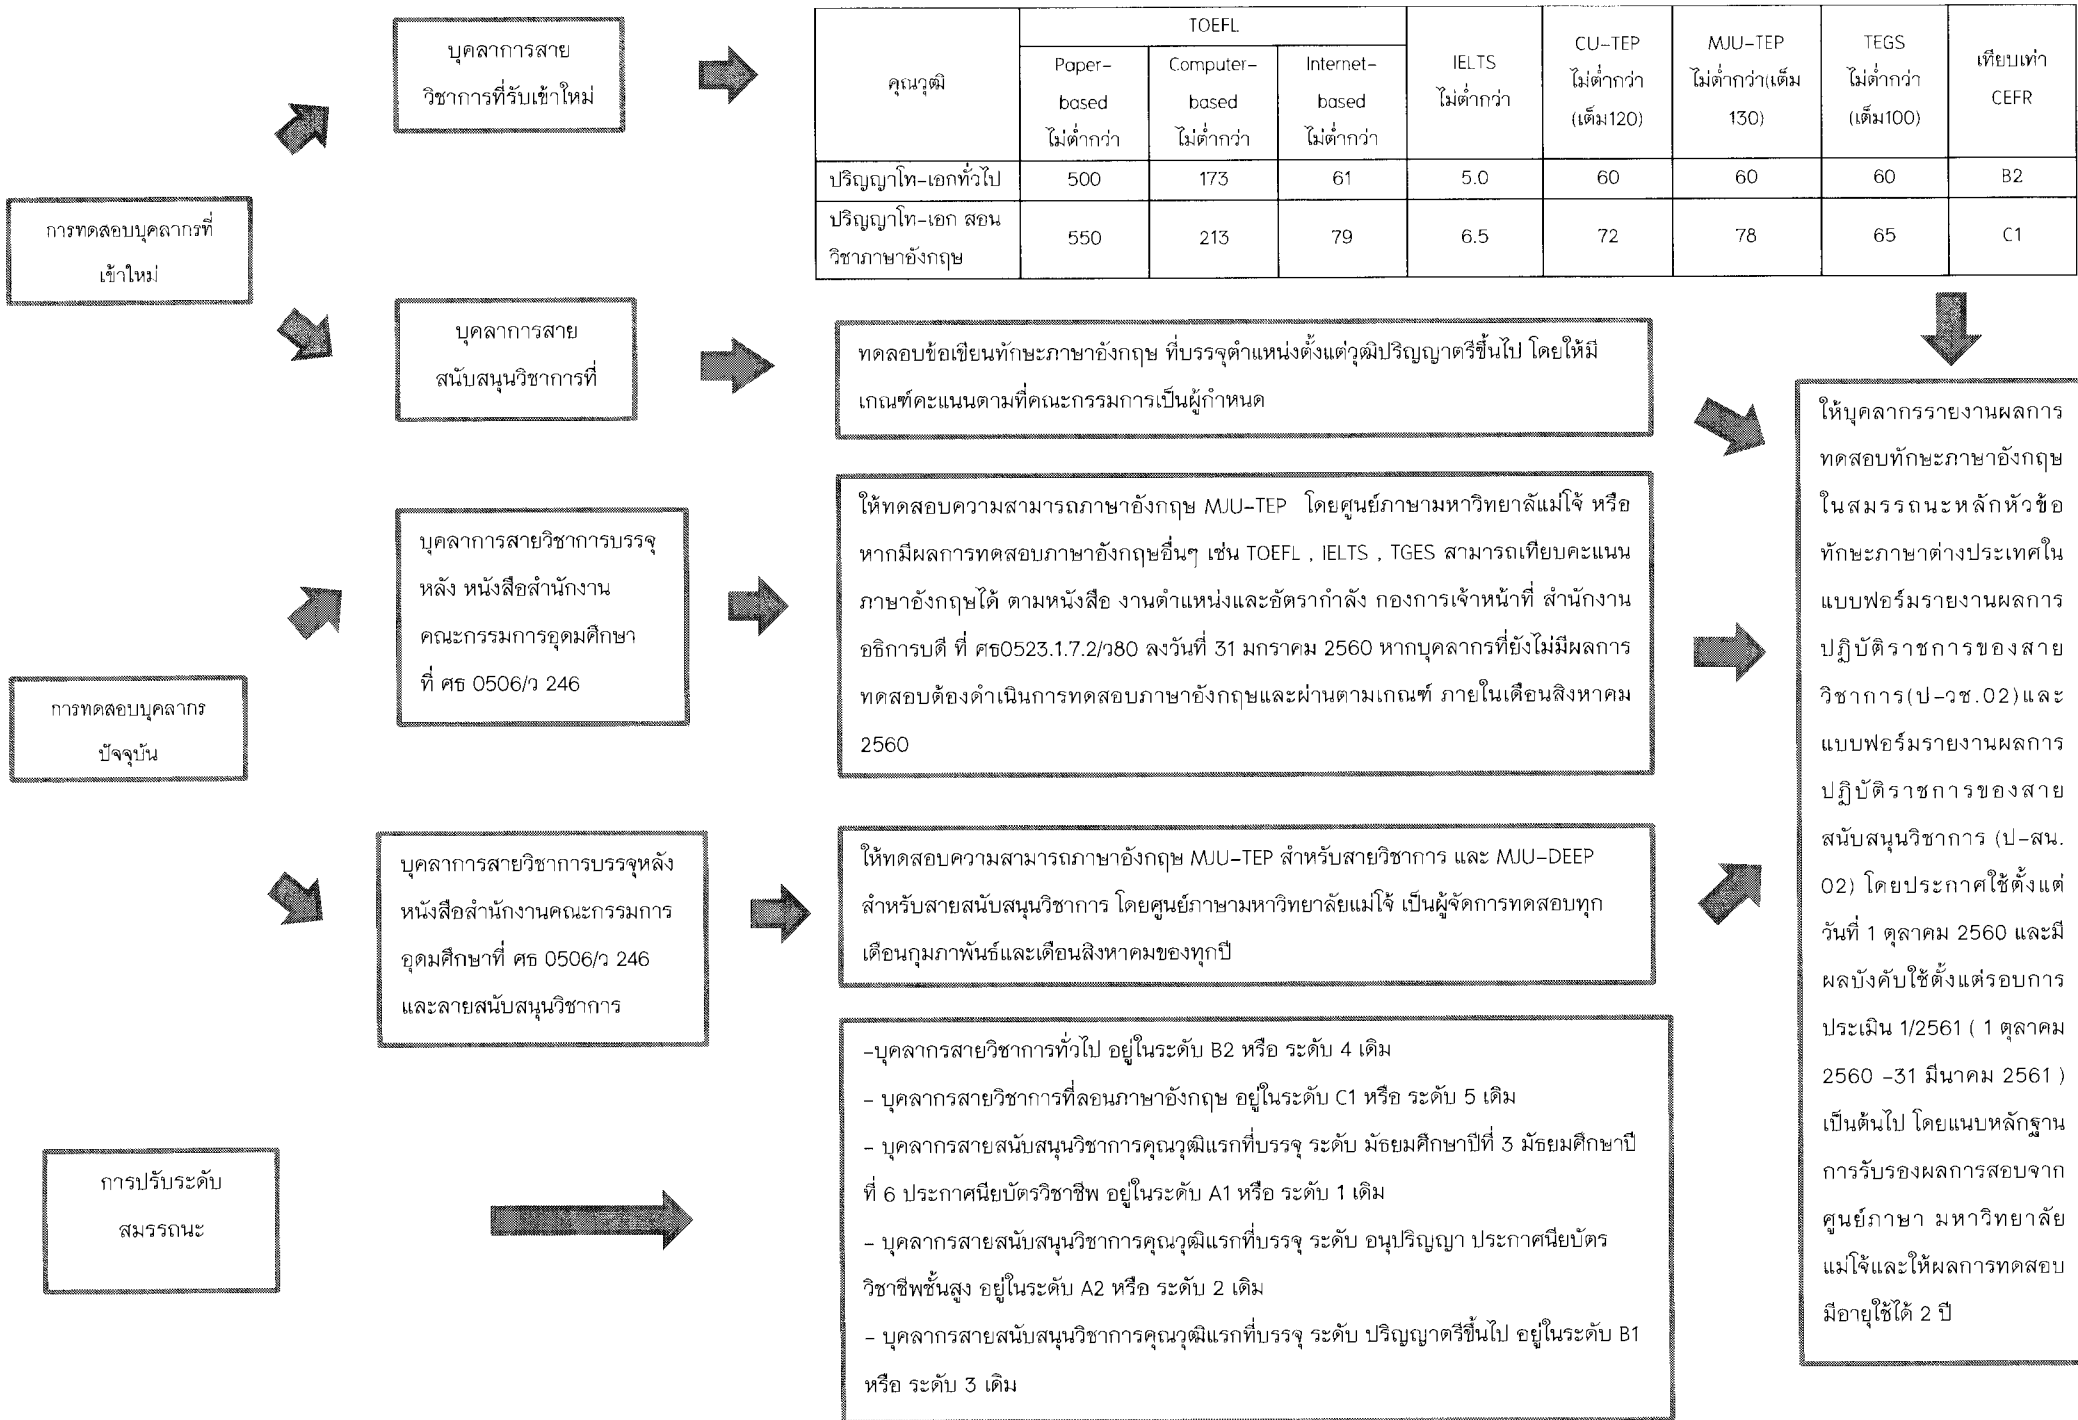 การทดสอบบุคลากรที่
เข้าใหม่
บุคลาการสาย
วิชาการที่รับเข้าใหม่
คุณวุฒิ
TOEFL
Paper–
based
ไม่ต่ำกว่า
Computer–
based
ไม่ต่ำกว่า
Internet–
based
ไม่ต่ำกว่า
IELTS
ไม่ต่ำกว่า
CU–TEP
ไม่ต่ำกว่า
(เต็ม120)
MJU–TEP
ไม่ต่ำกว่า(เต็ม
130)
TEGS
ไม่ต่ำกว่า
(เต็ม100)
เทียบเท่า
CEFR
ปริญญาโท–เอกทั่วไป 500 173 61 5.0 60 60 60 B2
ปริญญาโท–เอก สอน
วิชาภาษาอังกฤษ
550 213 79 6.5 72 78 65 C1
บุคลาการสาย
สนับสนุนวิชาการที่
ทดลอบข้อเขียนทักษะภาษาอังกฤษ ที่บรรจุตำแหน่งตั้งแต่วุฒิปริญญาตรีขึ้นไป โดยให้มี
เกณฑ์คะแนนตามที่คณะกรรมการเป็นผู้กำหนด
การทดสอบบุคลากร
ปัจจุบัน
บุคลาการสายวิชาการบรรจุ
หลัง หนังสือสำนักงาน
คณะกรรมการอุดมศึกษา
ที่ ศธ 0506/ว 246
ให้ทดสอบความสามารถภาษาอังกฤษ MJU–TEP โดยศูนย์ภาษามหาวิทยาลัแม่โจ้ หรือ
หากมีผลการทดสอบภาษาอังกฤษอื่นๆ เช่น TOEFL , IELTS , TGES สามารถเทียบคะแนน
ภาษาอังกฤษได้ ตามหนังสือ งานตำแหน่งและอัตรากำลัง กองการเจ้าหน้าที่ สำนักงาน
อธิการบดี ที่ ศธ0523.1.7.2/ว80 ลงวันที่ 31 มกราคม 2560 หากบุคลากรที่ยังไม่มีผลการ
ทดสอบต้องดำเนินการทดสอบภาษาอังกฤษและผ่านตามเกณฑ์ ภายในเดือนสิงหาคม
2560
บุคลาการสายวิชาการบรรจุหลัง
หนังสือสำนักงานคณะกรรมการ
อุดมศึกษาที่ ศธ 0506/ว 246
และลายสนับสนุนวิชาการ
ให้ทดสอบความสามารถภาษาอังกฤษ MJU–TEP สำหรับสายวิชาการ และ MJU–DEEP
สำหรับสายสนับสนุนวิชาการ โดยศูนย์ภาษามหาวิทยาลัยแม่โจ้ เป็นผู้จัดการทดสอบทุก
เดือนกุมภาพันธ์และเดือนสิงหาคมของทุกปี
การปรับระดับ
สมรรถนะ
–บุคลากรสายวิชาการทั่วไป อยู่ในระดับ B2 หรือ ระดับ 4 เดิม
– บุคลากรสายวิชาการที่ลอนภาษาอังกฤษ อยู่ในระดับ C1 หรือ ระดับ 5 เดิม
– บุคลากรสายสนับสนุนวิชาการคุณวุฒิแรกที่บรรจุ ระดับ มัธยมศึกษาปีที่ 3 มัธยมศึกษาปี
ที่ 6 ประกาศนียบัตรวิชาชีพ อยู่ในระดับ A1 หรือ ระดับ 1 เดิม
– บุคลากรสายสนับสนุนวิชาการคุณวุฒิแรกที่บรรจุ ระดับ อนุปริญญา ประกาศนียบัตร
วิชาชีพชั้นสูง อยู่ในระดับ A2 หรือ ระดับ 2 เดิม
– บุคลากรสายสนับสนุนวิชาการคุณวุฒิแรกที่บรรจุ ระดับ ปริญญาตรีขึ้นไป อยู่ในระดับ B1
หรือ ระดับ 3 เดิม
ให้บุคลากรรายงานผลการ
ทดสอบทักษะภาษาอังกฤษ
ในสมรรถนะหลักหัวข้อ
ทักษะภาษาต่างประเทศใน
แบบฟอร์มรายงานผลการ
ปฏิบัติราชการของสาย
วิชาการ(ป–วช.02)และ
แบบฟอร์มรายงานผลการ
ปฏิบัติราชการของสาย
สนับสนุนวิชาการ (ป–สน.
02) โดยประกาศใช้ตั้งแต่
วันที่ 1 ตุลาคม 2560 และมี
ผลบังคับใช้ตั้งแต่รอบการ
ประเมิน 1/2561 ( 1 ตุลาคม
2560 –31 มีนาคม 2561 )
เป็นต้นไป โดยแนบหลักฐาน
การรับรองผลการสอบจาก
ศูนย์ภาษา มหาวิทยาลัย
แม่โจ้และให้ผลการทดสอบ
มีอายุใช้ได้ 2 ปี